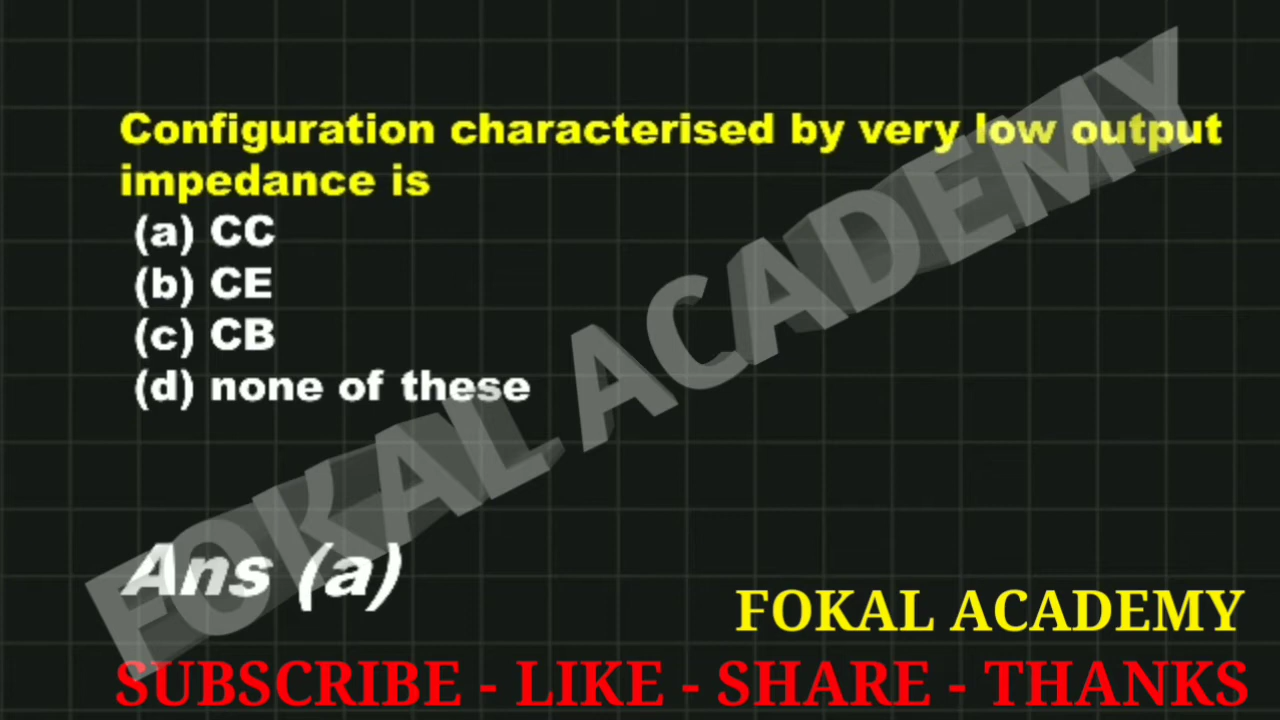 Configuration characterised by very low output
impedance is
(a) CC
(b) CE
(c) CB
(d) none of these
FOKAL ACADEMY
Ans (a)
FOKAL ACADEMY
SUBSCRIBE - LIKE - SHARE - THANKS